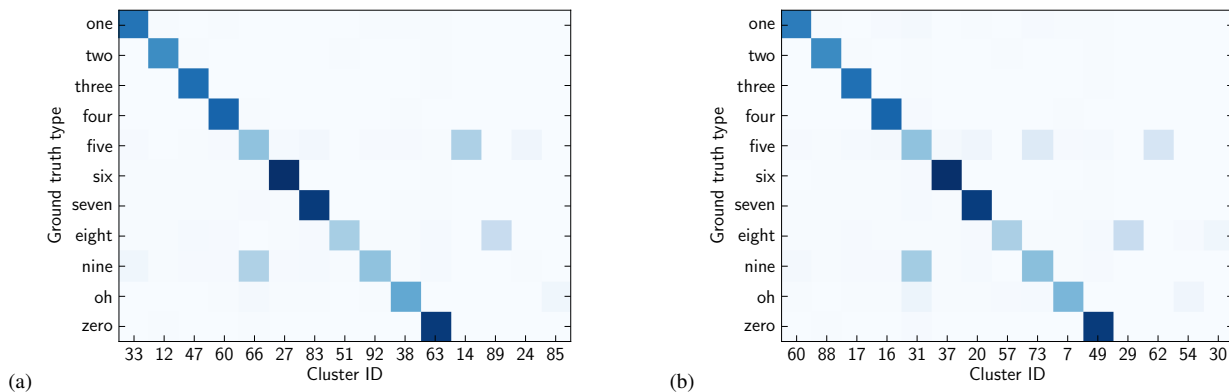 one
two
three
four
five
six
seven
eight
nine
oh
zero
Ground truth type
33 12 47 60 66 27 83 51 92 38 63 14 89 24 85
Cluster ID
(a)
one
two
three
four
five
six
seven
eight
nine
oh
zero
Ground truth type
60 88 17 16 31 37 20 57 73 7 49 29 62 54 30
Cluster ID
(b)